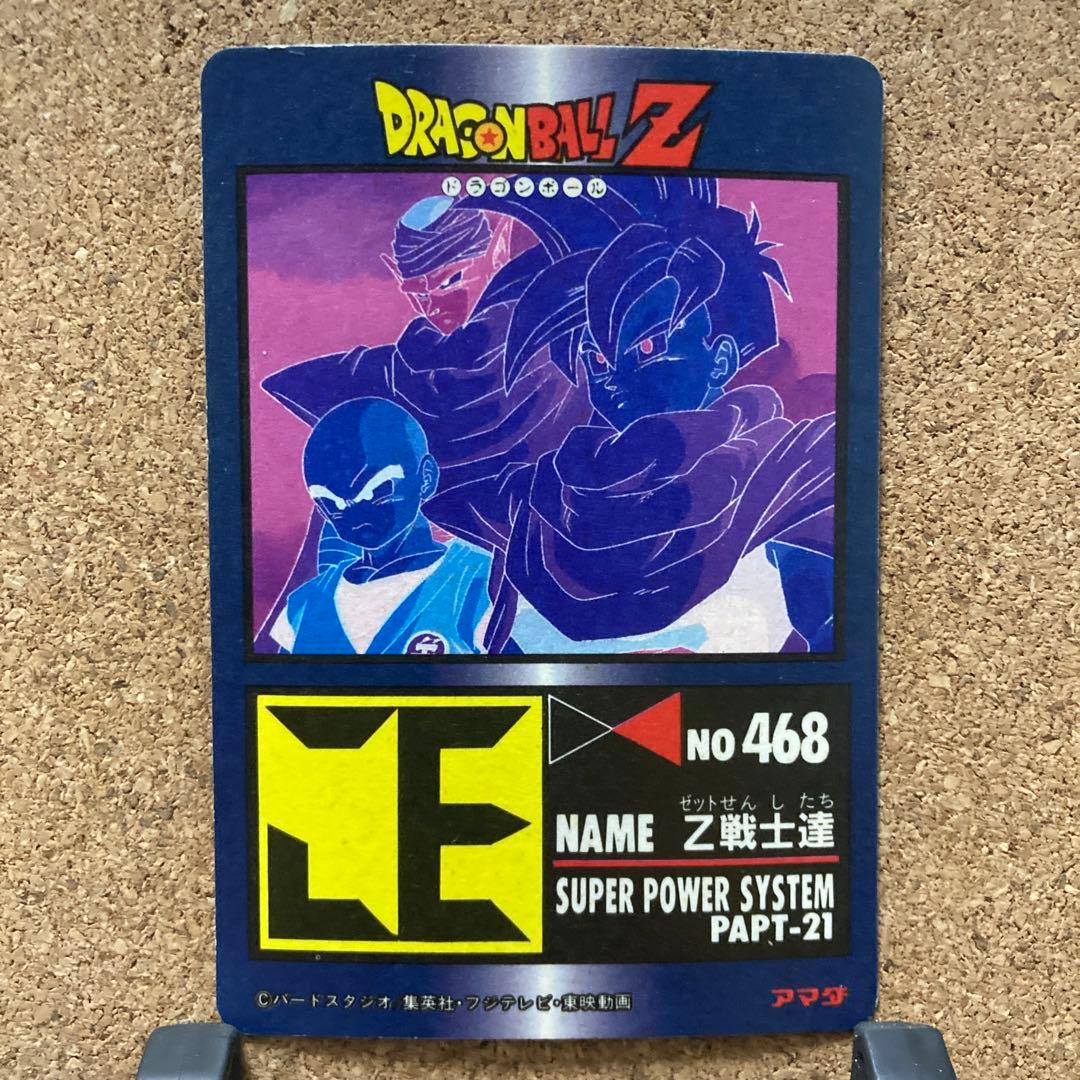 DRAGON BALL Z
ドラゴンボール
NO 468
ゼットせんしたち
NAME Z戦士達
SUPER POWER SYSTEM
PAPT-21
©バードスタジオ/集英社・フジテレビ・東映動画
アマダ